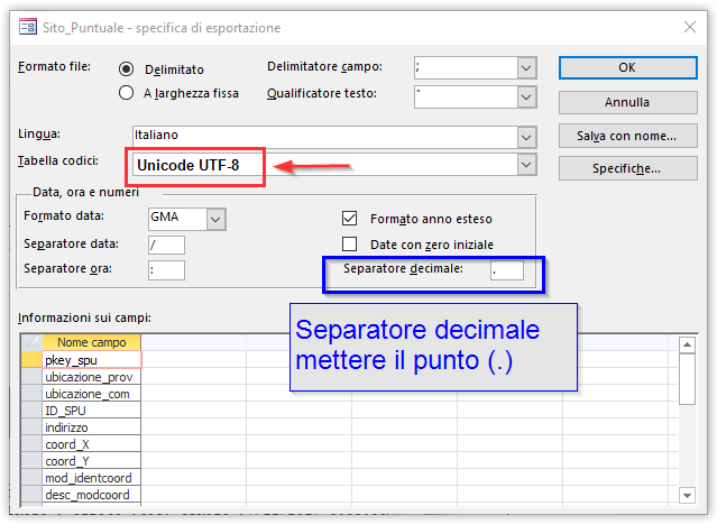 Sito_Puntuale - specifica di esportazione
Formato file:
Delimitato
A larghezza fissa
Delimitatore campo: ;
Qualificatore testo: "
OK
Annulla
Salva con nome...
Specifiche...
Lingua: Italiano
Tabella codici: Unicode UTF-8
Data, ora e numeri
Formato data: GMA
Formato anno esteso
Separatore data: /
Date con zero iniziale
Separatore ora: :
Separatore decimale: .
Informazioni sui campi:
Separatore decimale
mettere il punto (.)
Nome campo
pkey_spu
ubicazione_prov
ubicazione_com
ID_SPU
indirizzo
coord_X
coord_Y
mod_identcoord
desc_modcoord